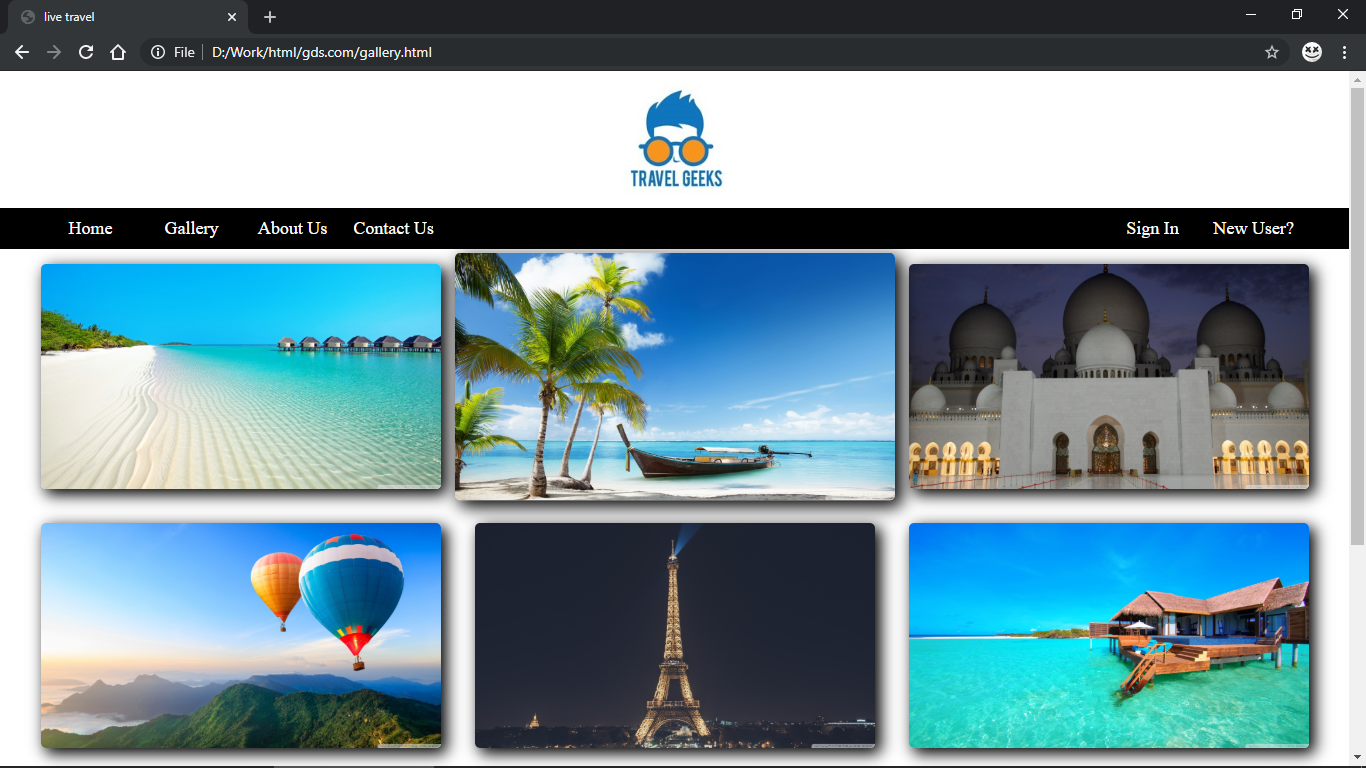 live travel
File D:/Work/html/gds.com/gallery.html
TRAVEL GEEKS
Home Gallery About Us Contact Us Sign In New User?